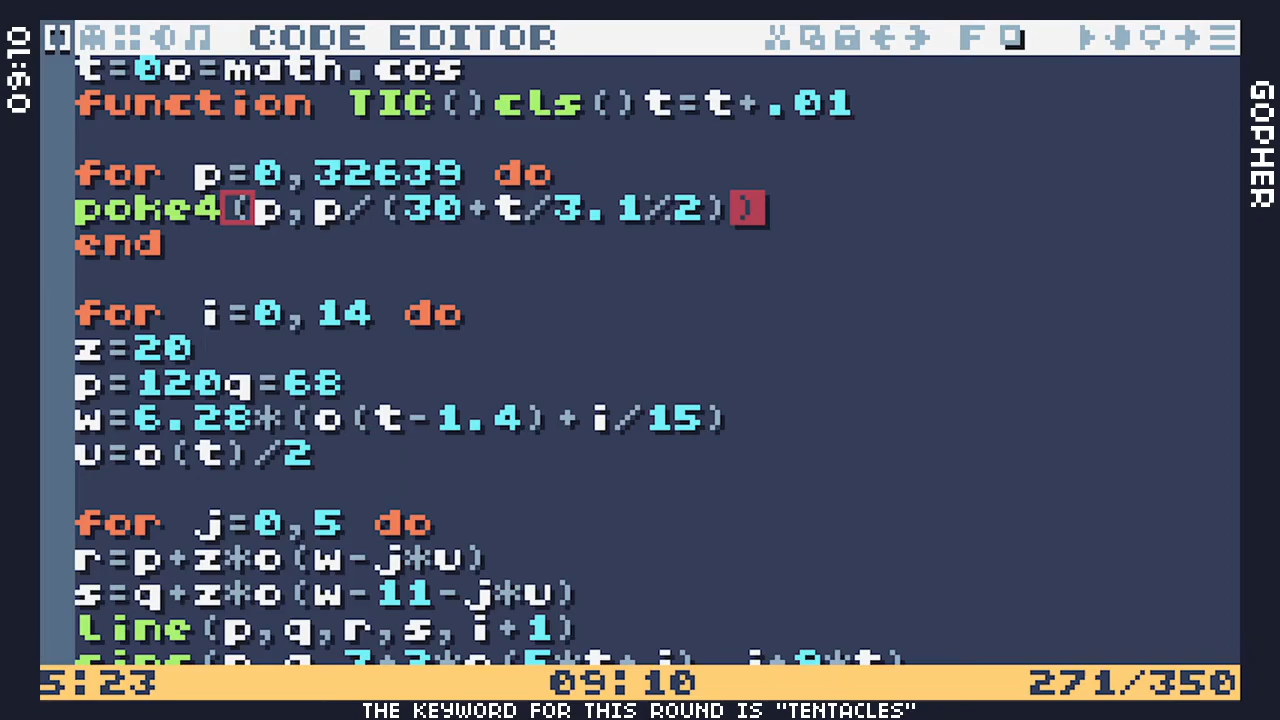 CODE EDITOR
F
t=0o=math.cos
function TIC()cls()t=t+.01
for p=0,32639 do
poke4(p,p/(30+t/3.1%2))
end
for i=0,14 do
z=20
p=120q=68
w=6.28*(o(t-1.4)+i/15)
u=o(t)/2
for j=0,5 do
r=p+z*o(w-j*u)
s=q+z*o(w-11-j*u)
line(p,q,r,s,i+1)
5:23 09:10 271/350
THE KEYWORD FOR THIS ROUND IS "TENTACLES"
09:10
GOPHER